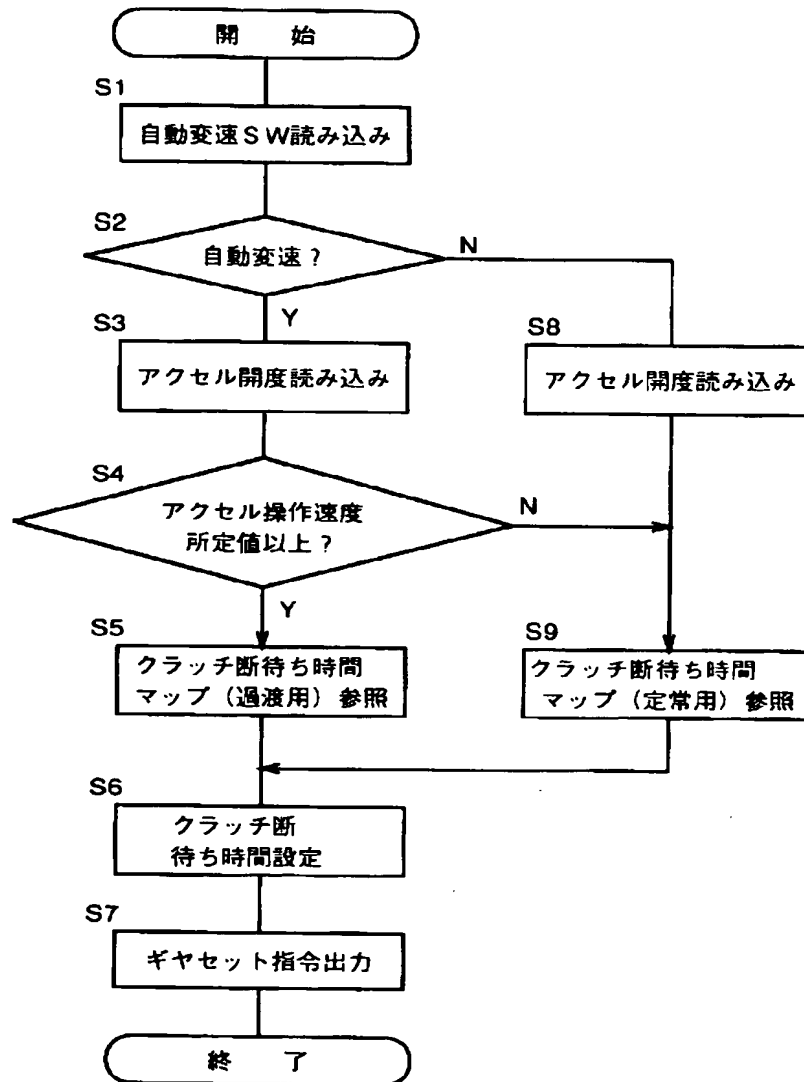 開 始
S1
自動変速SW読み込み
S2
自動変速?
N
Y
S3
アクセル開度読み込み
S8
アクセル開度読み込み
S4
アクセル操作速度
所定値以上?
N
Y
S5
クラッチ断待ち時間
マップ(過渡用)参照
S9
クラッチ断待ち時間
マップ(定常用)参照
S6
クラッチ断
待ち時間設定
S7
ギヤセット指令出力
終 了